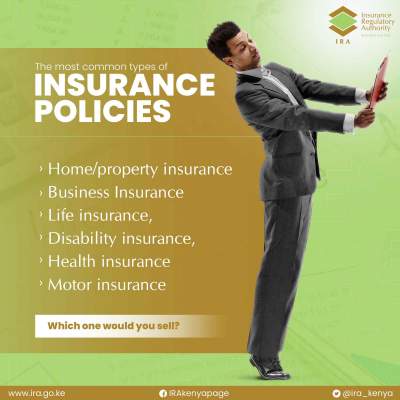 Insurance
Regulatory
Authority
IRA
The most common types of
INSURANCE
POLICIES
› Home/property insurance
› Business Insurance
› Life insurance,
› Disability insurance,
› Health insurance
› Motor insurance
Which one would you sell?
www.ira.go.ke
IRAkenyapage
@ira_kenya